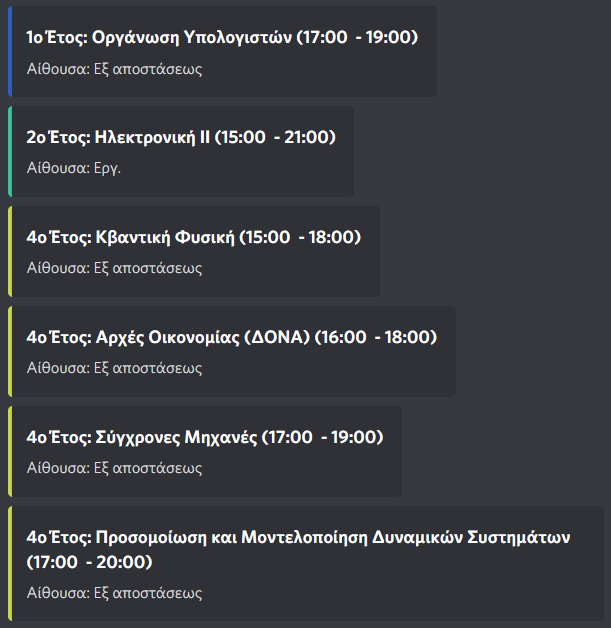 1ο Έτος: Οργάνωση Υπολογιστών (17:00 - 19:00)
Αίθουσα: Εξ αποστάσεως
2ο Έτος: Ηλεκτρονική ΙΙ (15:00 - 21:00)
Αίθουσα: Εργ.
4ο Έτος: Κβαντική Φυσική (15:00 - 18:00)
Αίθουσα: Εξ αποστάσεως
4ο Έτος: Αρχές Οικονομίας (ΔΟΝΑ) (16:00 - 18:00)
Αίθουσα: Εξ αποστάσεως
4ο Έτος: Σύγχρονες Μηχανές (17:00 - 19:00)
Αίθουσα: Εξ αποστάσεως
4ο Έτος: Προσομοίωση και Μοντελοποίηση Δυναμικών Συστημάτων
(17:00 - 20:00)
Αίθουσα: Εξ αποστάσεως